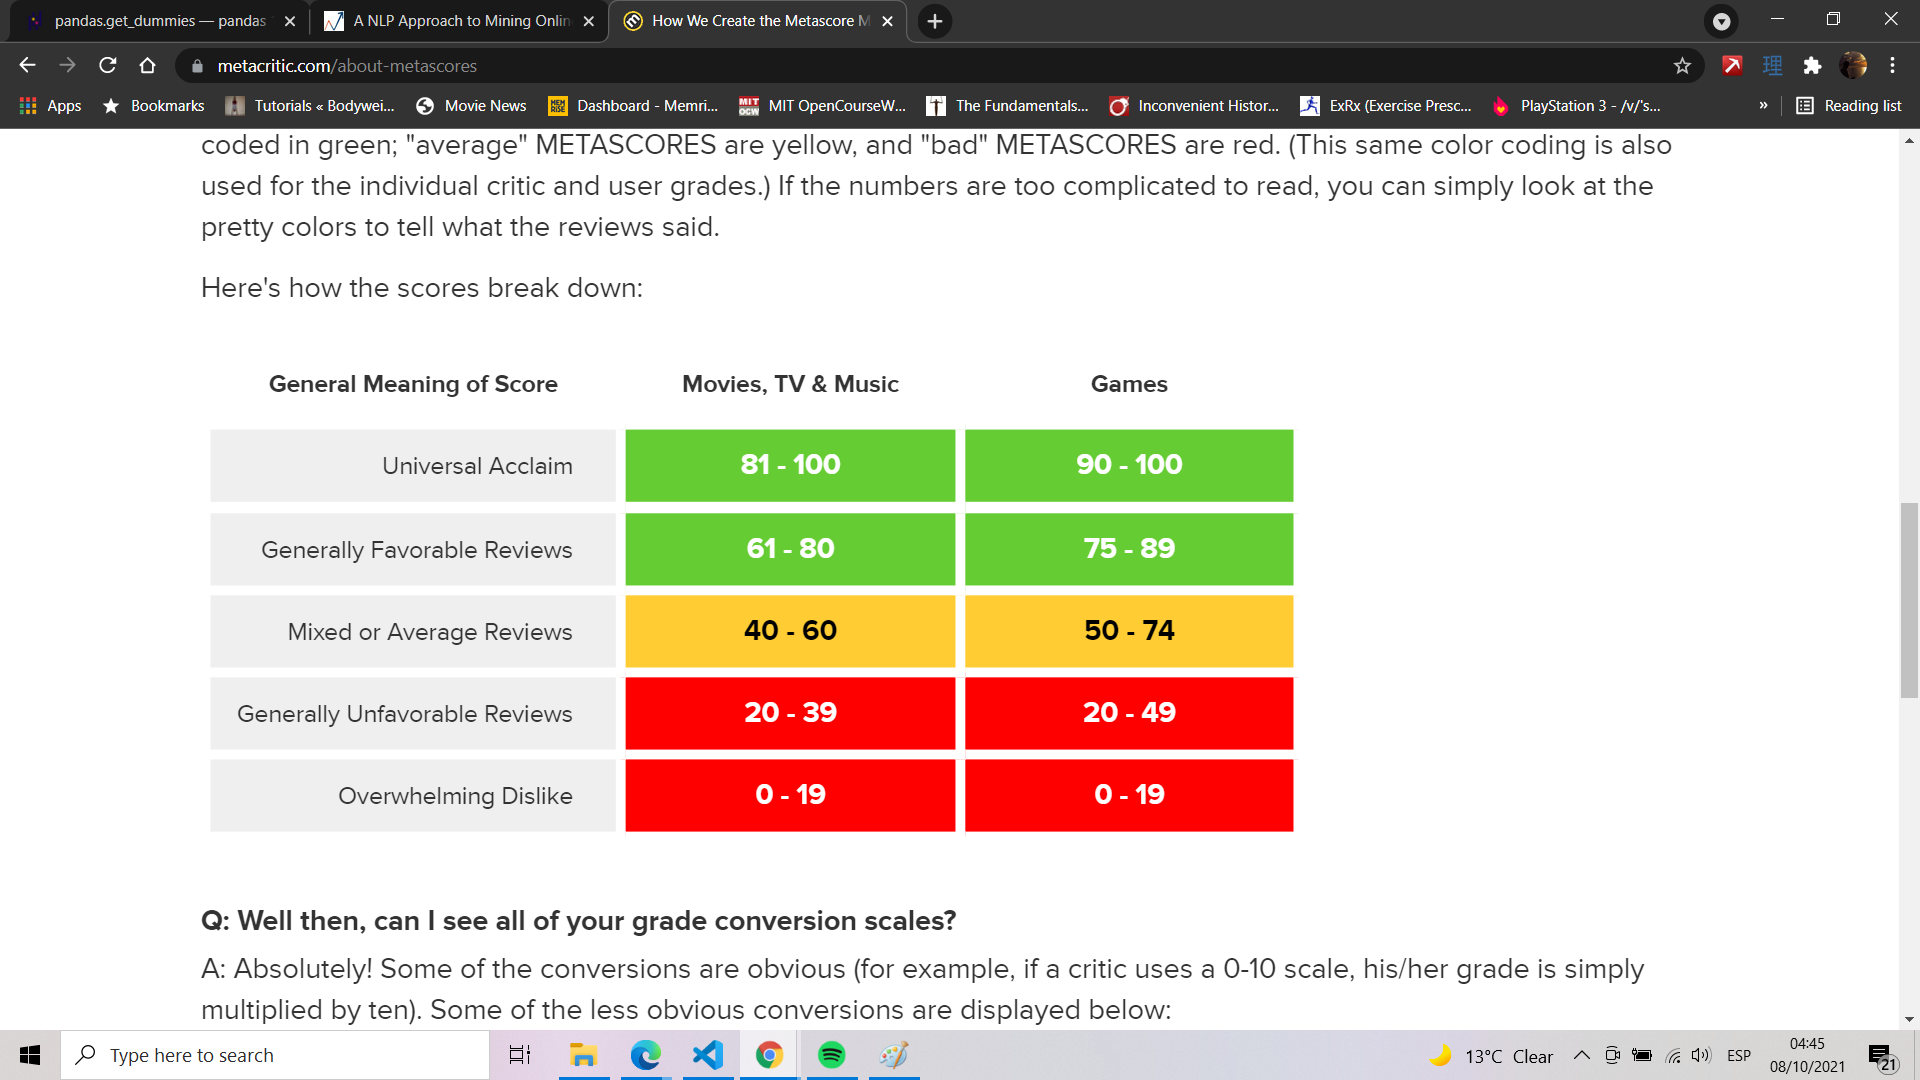 pandas.get_dummies — pandas
A NLP Approach to Mining Onlin
How We Create the Metascore M
metacritic.com/about-metascores
Apps
Bookmarks
Tutorials « Bodywei...
Movie News
MEM RISE
Dashboard - Memri...
MIT OCW
MIT OpenCourseW...
The Fundamentals...
Inconvenient Histor...
ExRx (Exercise Presc...
PlayStation 3 - /v/'s...
»
Reading list
coded in green; "average" METASCORES are yellow, and "bad" METASCORES are red. (This same color coding is also
used for the individual critic and user grades.) If the numbers are too complicated to read, you can simply look at the
pretty colors to tell what the reviews said.
Here's how the scores break down:
General Meaning of Score Movies, TV & Music Games
Universal Acclaim 81 - 100 90 - 100
Generally Favorable Reviews 61 - 80 75 - 89
Mixed or Average Reviews 40 - 60 50 - 74
Generally Unfavorable Reviews 20 - 39 20 - 49
Overwhelming Dislike 0 - 19 0 - 19
Q: Well then, can I see all of your grade conversion scales?
A: Absolutely! Some of the conversions are obvious (for example, if a critic uses a 0-10 scale, his/her grade is simply
multiplied by ten). Some of the less obvious conversions are displayed below:
Type here to search
13°C Clear
ESP
04:45
08/10/2021
21